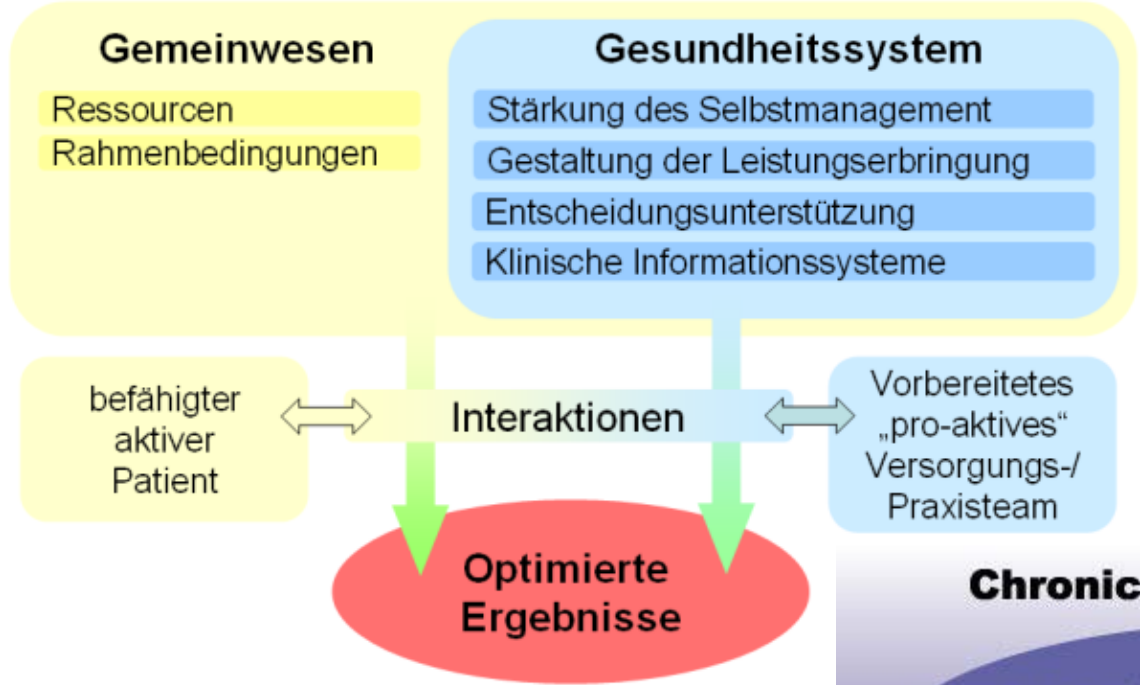 Gemeinwesen
Ressourcen
Rahmenbedingungen
Gesundheitssystem
Stärkung des Selbstmanagement
Gestaltung der Leistungserbringung
Entscheidungsunterstützung
Klinische Informationssysteme
befähigter
aktiver
Patient
Interaktionen
Vorbereitetes
„pro-aktives“
Versorgungs-/
Praxisteam
Optimierte
Ergebnisse
Chronic